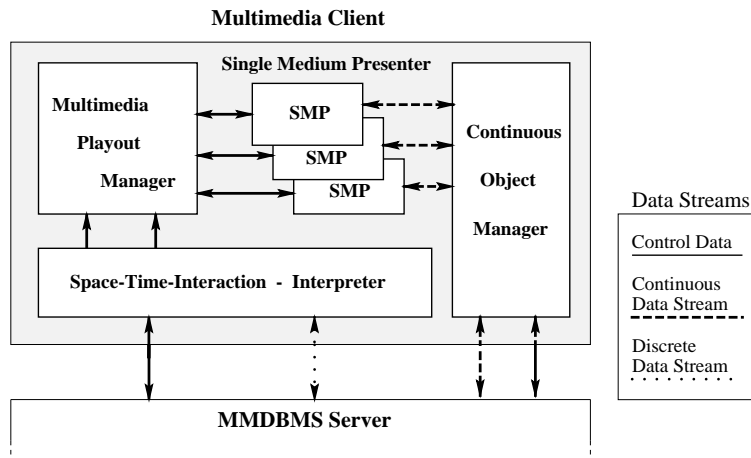 Multimedia Client
Single Medium Presenter
Multimedia
Playout
Manager
SMP
SMP
SMP
Continuous
Object
Manager
Space-Time-Interaction - Interpreter
MMDBMS Server
Data Streams
Control Data
Continuous
Data Stream
Discrete
Data Stream